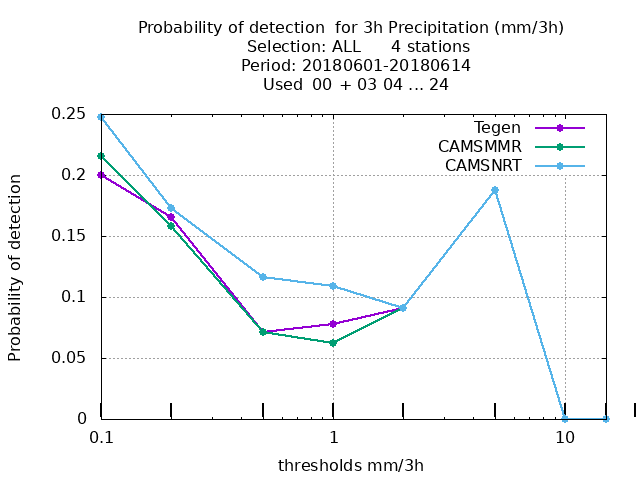 Probability of detection  for 3h Precipitation (mm/3h)
Selection: ALL      4 stations
Period: 20180601-20180614
Used  00  + 03 04 ... 24
Tegen
CAMSMMR
CAMSNRT
0.25
0.2
0.15
0.1
0.05
0
Probability of detection
0.1
1
10
thresholds mm/3h